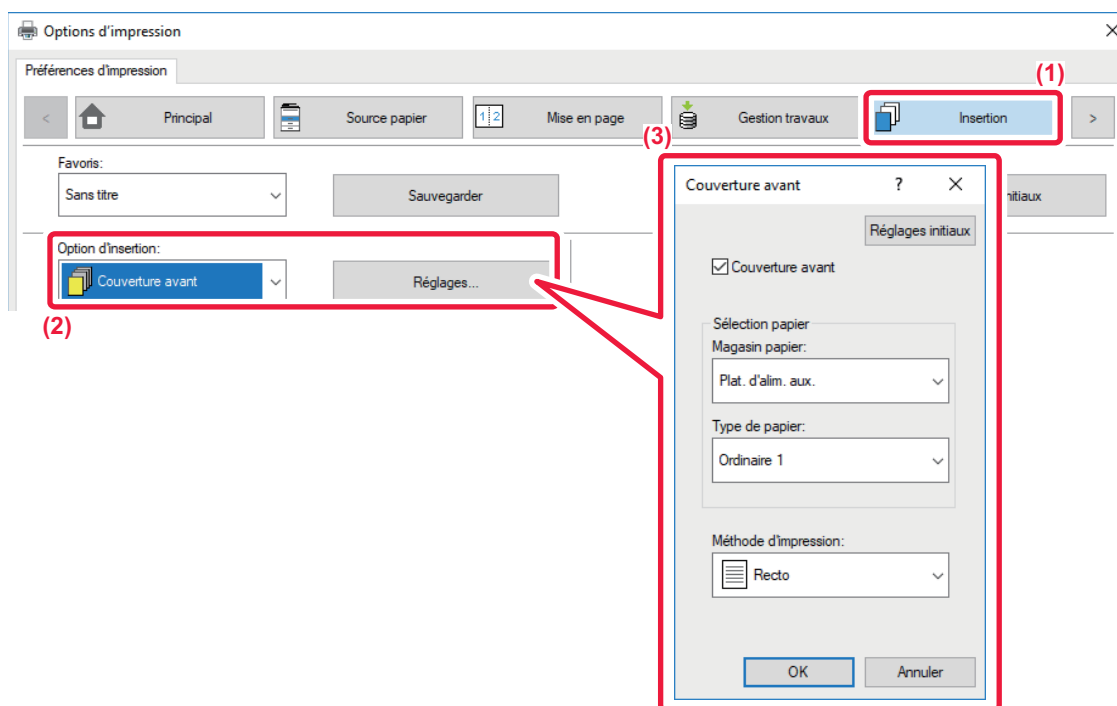 Options d'impression
Préférences d'impression
(1)
< Principal Source papier 1 2 Mise en page Gestion travaux Insertion >
(3)
Favoris:
Sans titre Sauvegarder itiaux
Option d'insertion:
Couverture avant Réglages...
(2)
Couverture avant ? ×
Réglages initiaux
Couverture avant
Sélection papier
Magasin papier:
Plat. d'alim. aux.
Type de papier:
Ordinaire 1
Méthode d'impression:
Recto
OK Annuler